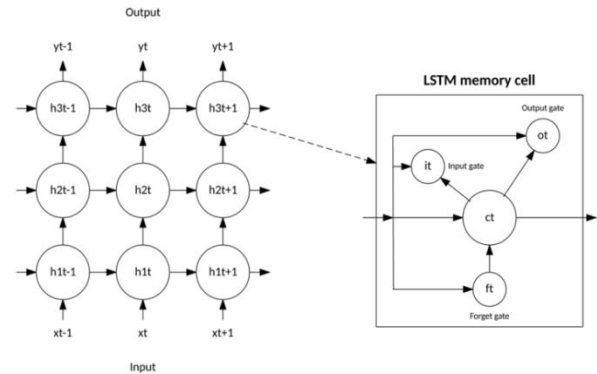 Output
yt-1 yt yt+1
h3t-1 h3t h3t+1
h2t-1 h2t h2t+1
h1t-1 h1t h1t+1
xt-1 xt xt+1
Input
LSTM memory cell
Output gate
ot
it Input gate
ct
ft
Forget gate